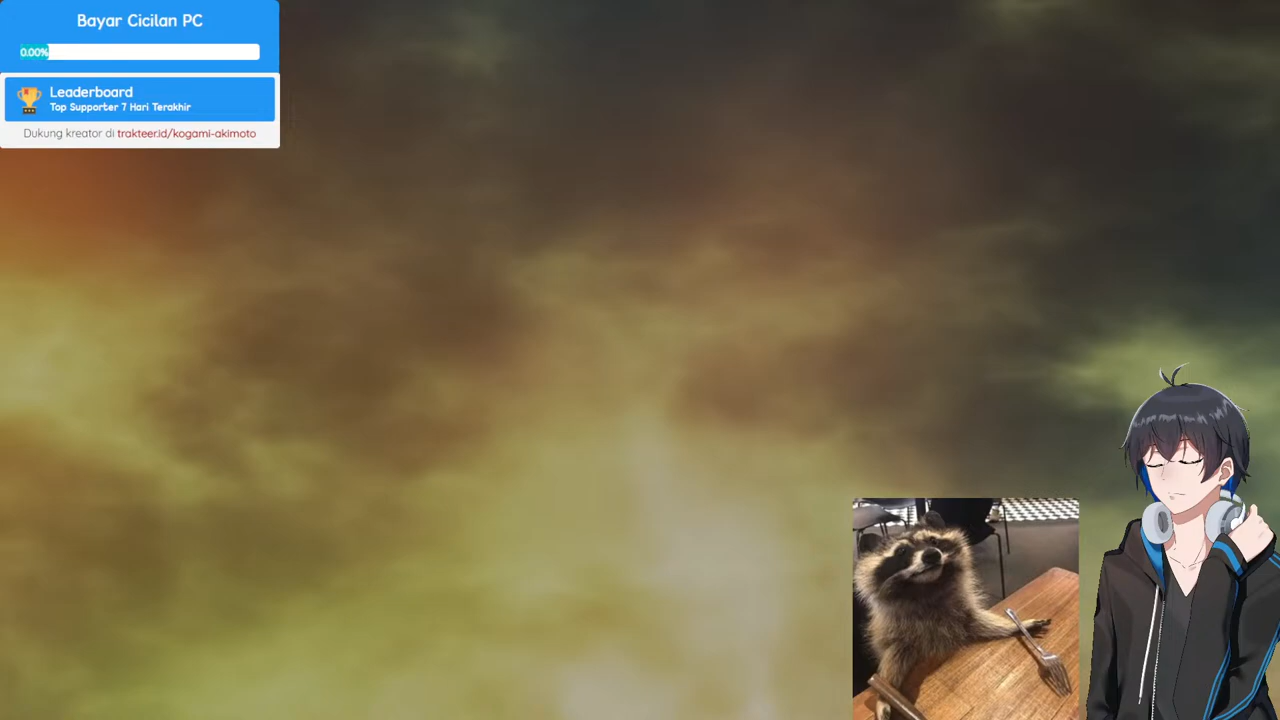 Bayar Cicilan PC
0.00%
Leaderboard
Top Supporter 7 Hari Terakhir
Dukung kreator di trakteer.id/kogami-akimoto